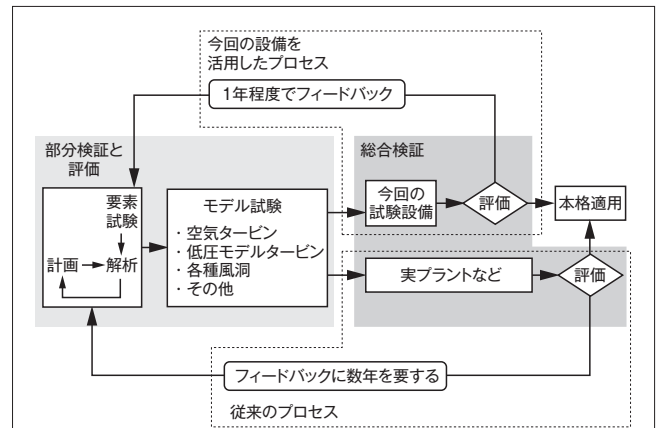 今回の設備を
活用したプロセス
1年程度でフィードバック
部分検証と
評価
総合検証
要素
試験
計画
解析
モデル試験
・空気タービン
・低圧モデルタービン
・各種風洞
・その他
今回の
試験設備
評価
本格適用
実プラントなど
評価
フィードバックに数年を要する
従来のプロセス